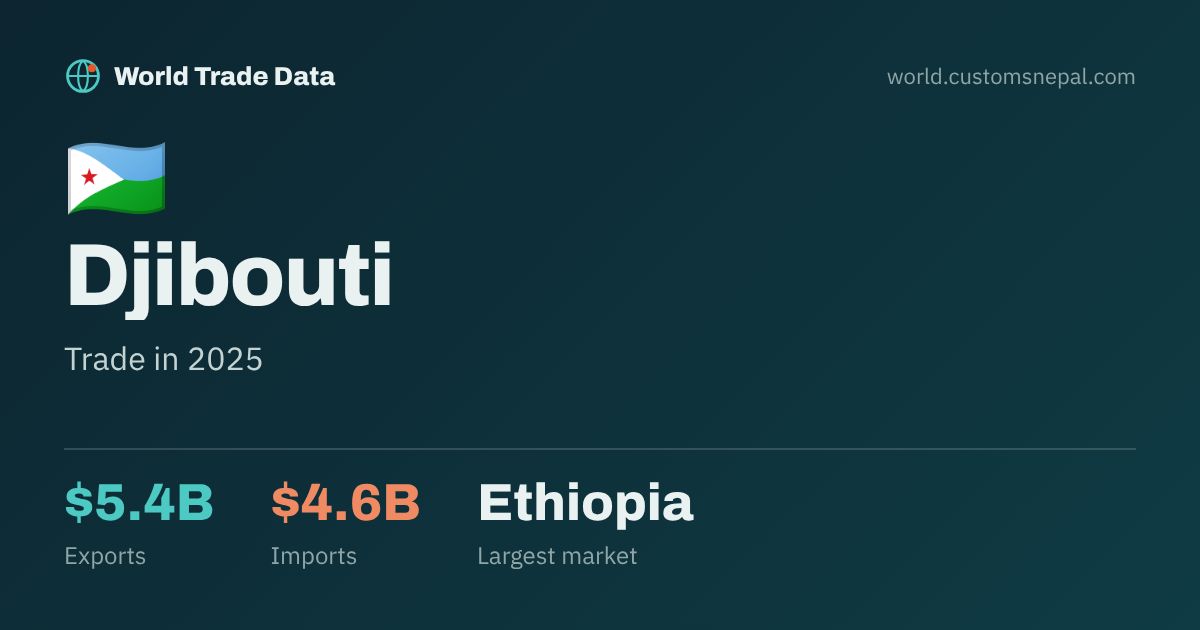 World Trade Data
world.customsnepal.com
Djibouti
Trade in 2025
$5.4B
$4.6B
Ethiopia
Exports
Imports
Largest market